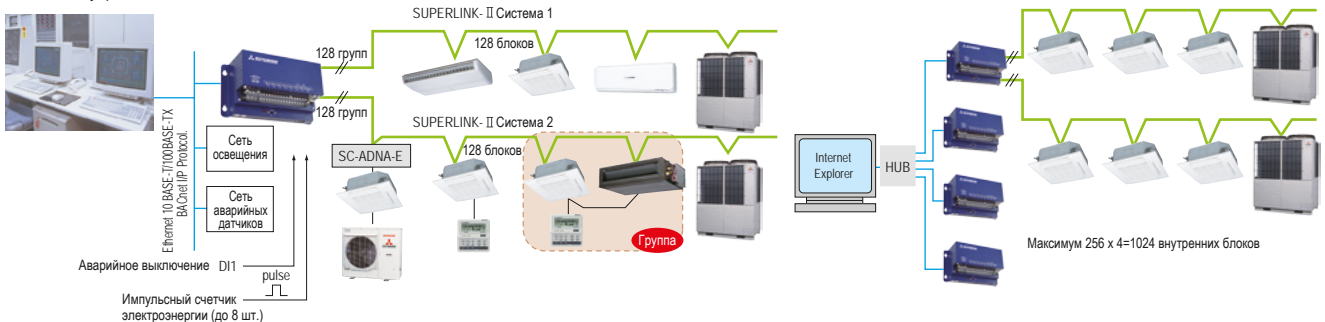 SUPERLINK- II Система 1
128 групп
128 блоков
128 групп
SUPERLINK- II Система 2
SC-ADNA-E
128 блоков
Ethernet 10 BASE-T/100BASE-TX
BACnet I/P Protocol.
Сеть
освещения
Сеть
аварийных
датчиков
Группа
Аварийное выключение DI1
pulse
Импульсный счетчик
электроэнергии (до 8 шт.)
Internet
Explorer
HUB
Максимум 256 x 4=1024 внутренних блоков